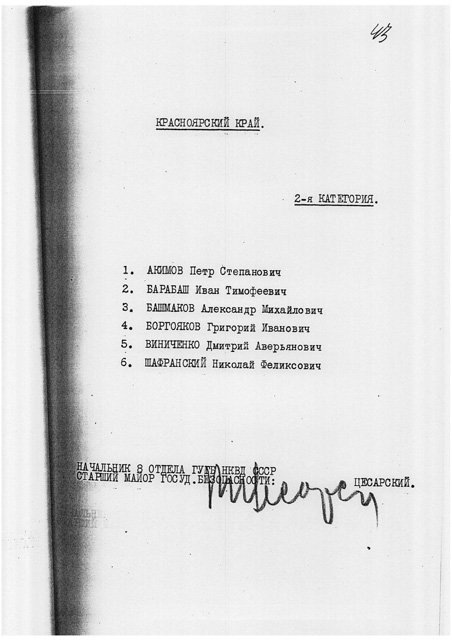 43
КРАСНОЯРСКИЙ КРАЙ.
2-я КАТЕГОРИЯ.
1. АКИМОВ Петр Степанович
2. БАРАБАШ Иван Тимофеевич
3. БАШМАКОВ Александр Михайлович
4. БОРГОЯКОВ Григорий Иванович
5. ВИНИЧЕНКО Дмитрий Аверьянович
6. ШАФРАНСКИЙ Николай Феликсович
НАЧАЛЬНИК 8 ОТДЕЛА ГУГБ НКВД СССР
СТАРШИЙ МАЙОР ГОСУД.БЕЗОПАСНОСТИ: ЦЕСАРСКИЙ.